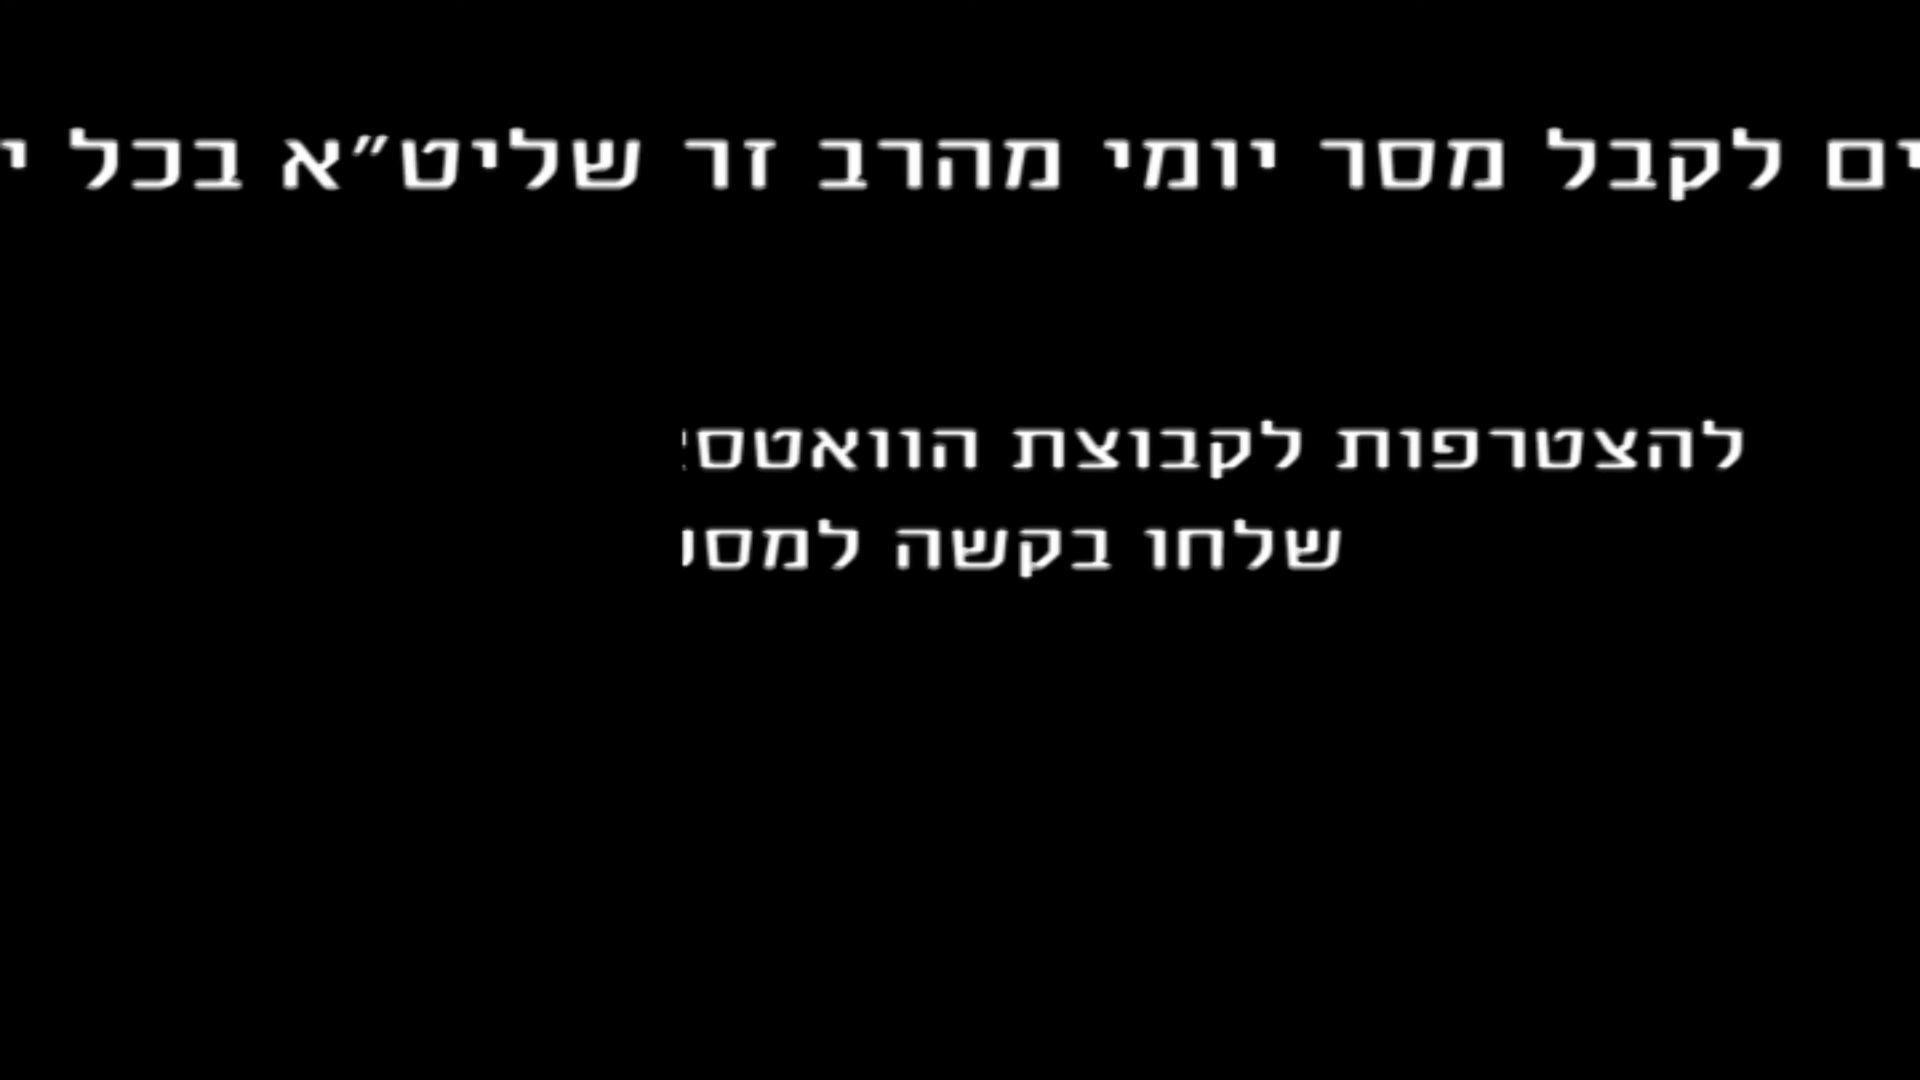 לקבל מסר יומי מהרב זר שליט״א בכל
להצטרפות לקבוצת
שלחו בקשה